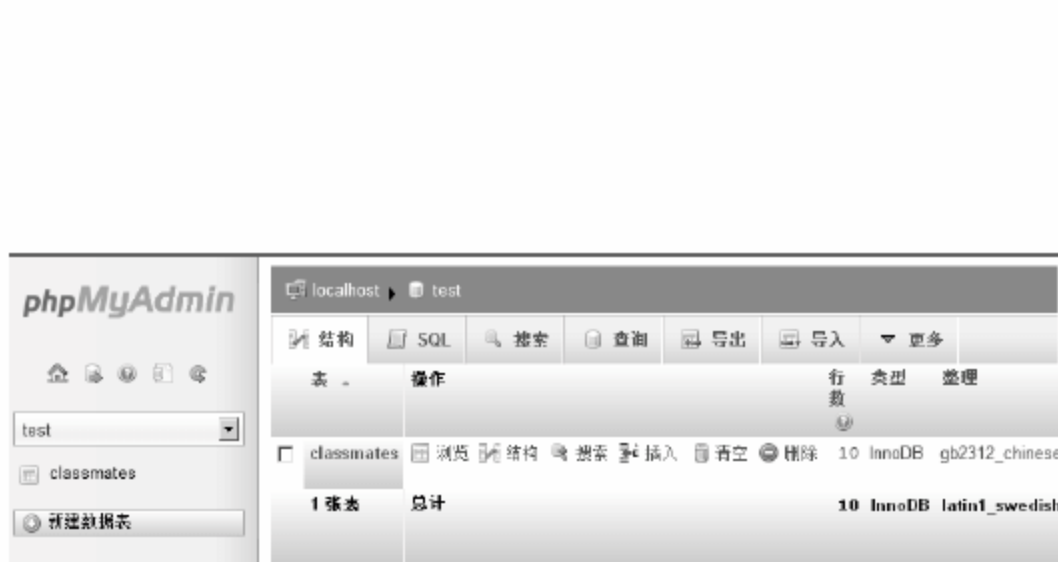 phpMyAdmin
test
classmates
新建数据表
localhost ▸ test
结构 SQL 搜索 查询 导出 导入 更多
表 操作 行数 类型 整理
classmates 浏览 结构 搜索 插入 清空 删除 10 InnoDB gb2312_chinese
1 张表 总计 10 InnoDB latin1_swedish